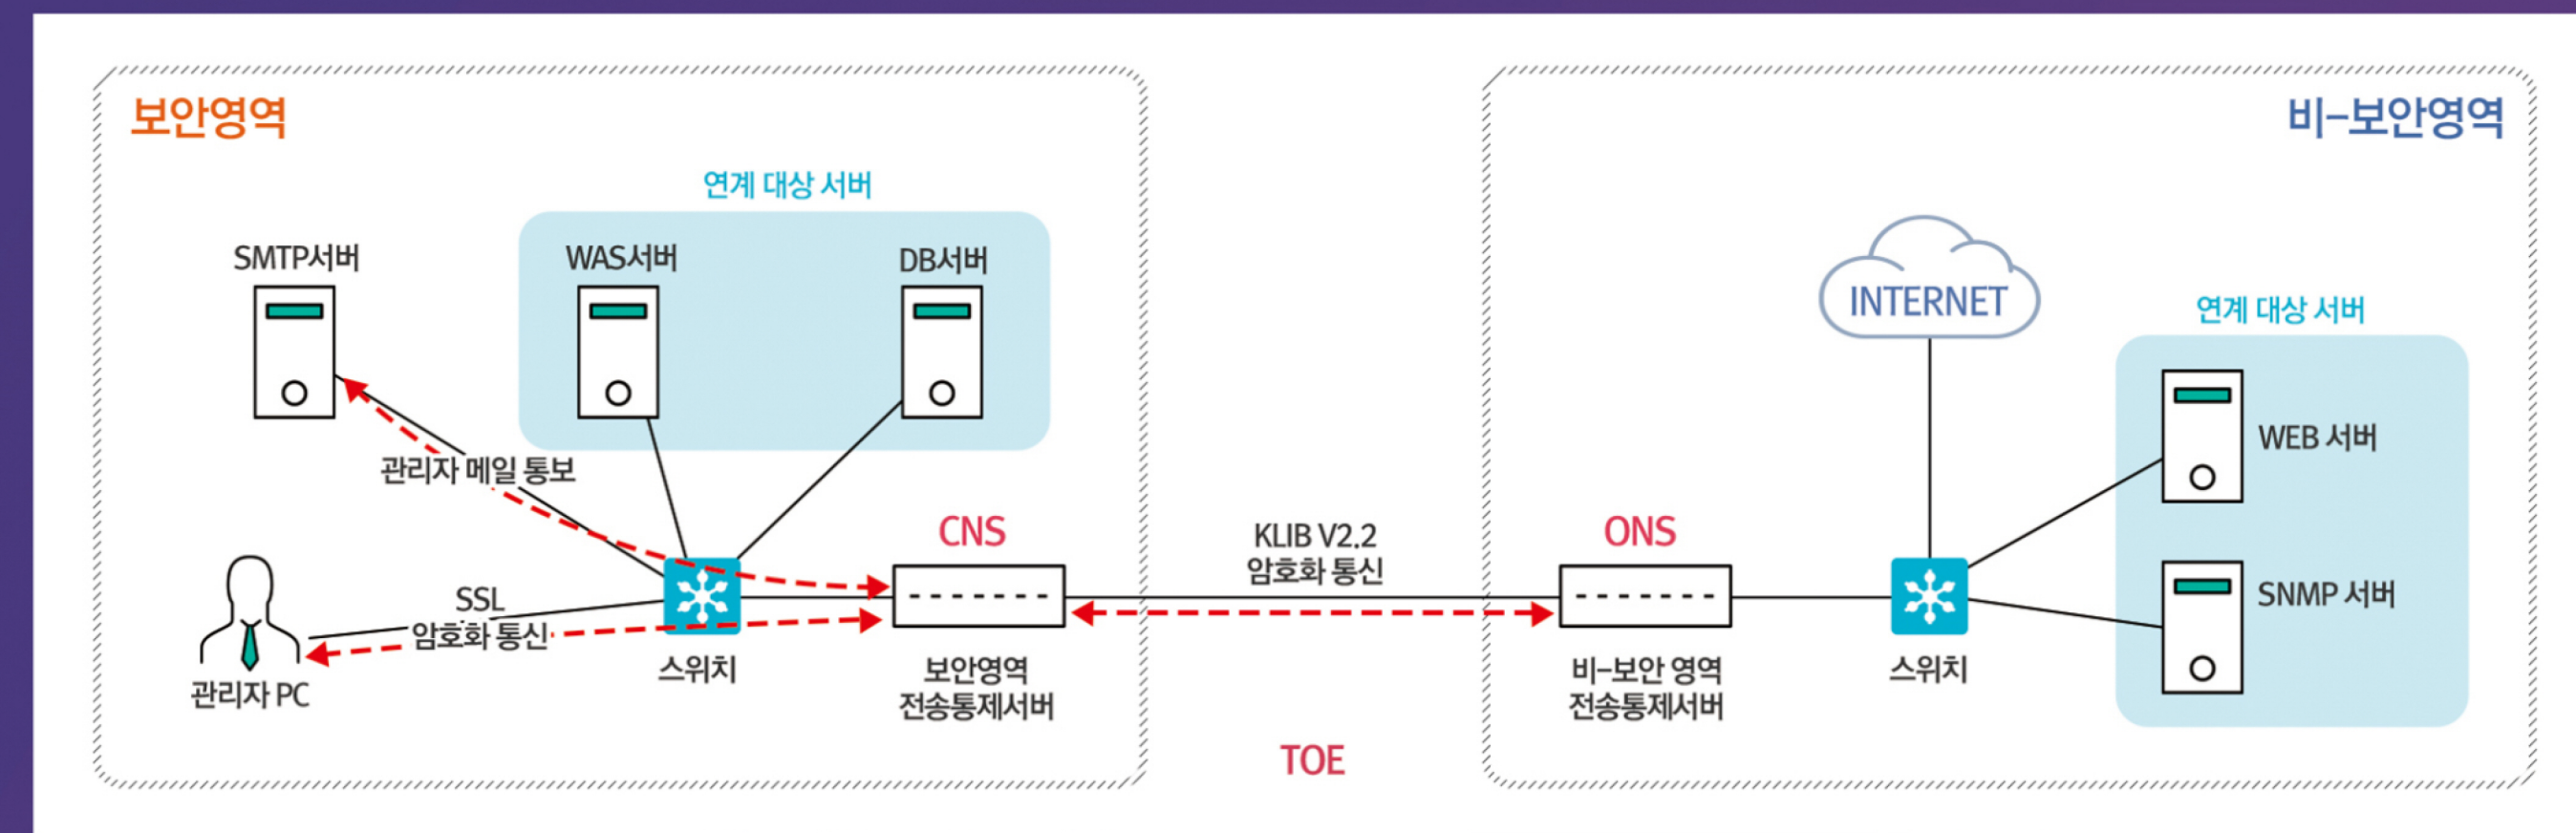 보안영역
비-보안영역
연계 대상 서버
SMTP서버
WAS서버
DB서버
INTERNET
연계 대상 서버
WEB 서버
관리자 메일 통보
CNS
KLIB V2.2
암호화 통신
ONS
SSL
암호화 통신
SNMP 서버
관리자 PC
스위치
보안영역
전송통제서버
비-보안 영역
전송통제서버
스위치
TOE